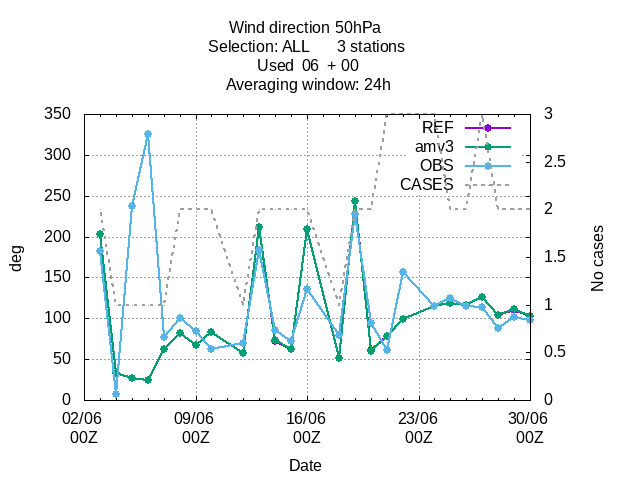 Wind direction 50hPa
Selection: ALL 3 stations
Used 06 + 00
Averaging window: 24h
350
300
250
200
150
100
50
0
deg
3
2.5
2
1.5
1
0.5
0
No cases
REF
amv3
OBS
CASES
02/06 09/06 16/06 23/06 30/06
00Z 00Z 00Z 00Z 00Z
Date